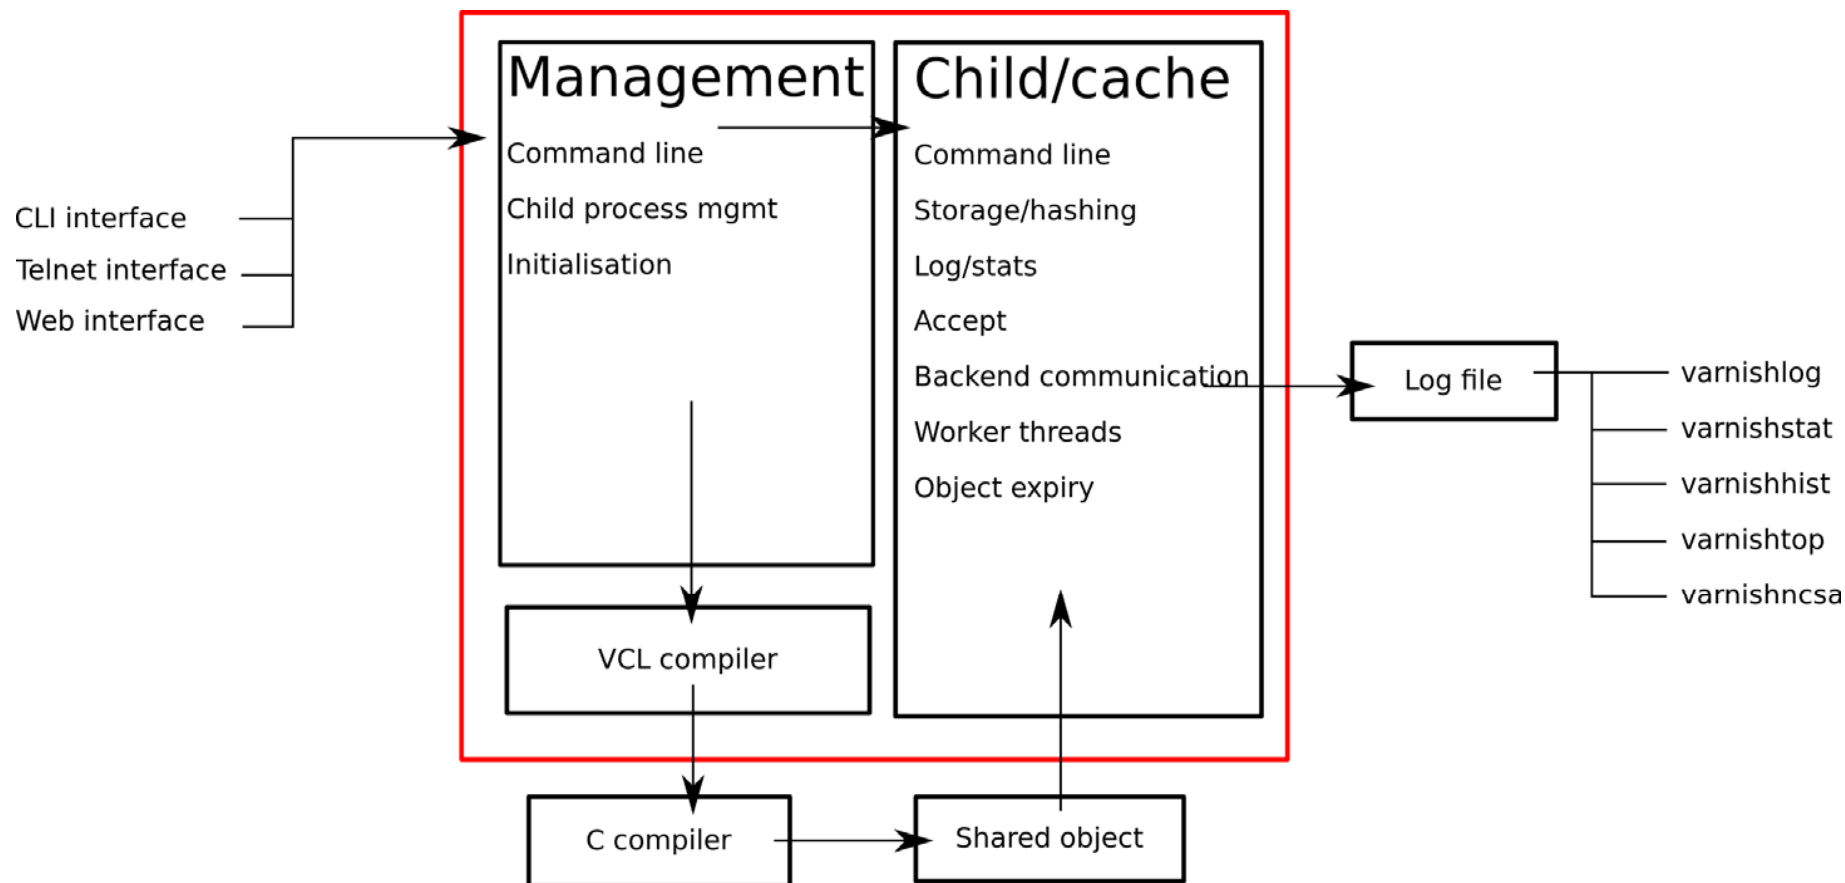 Management
Command line
Child process mgmt
Initialisation
Child/cache
Command line
Storage/hashing
Log/stats
Accept
Backend communication
Worker threads
Object expiry
CLI interface
Telnet interface
Web interface
Log file
varnishlog
varnishstat
varnishhist
varnishtop
varnishncsa
VCL compiler
C compiler
Shared object